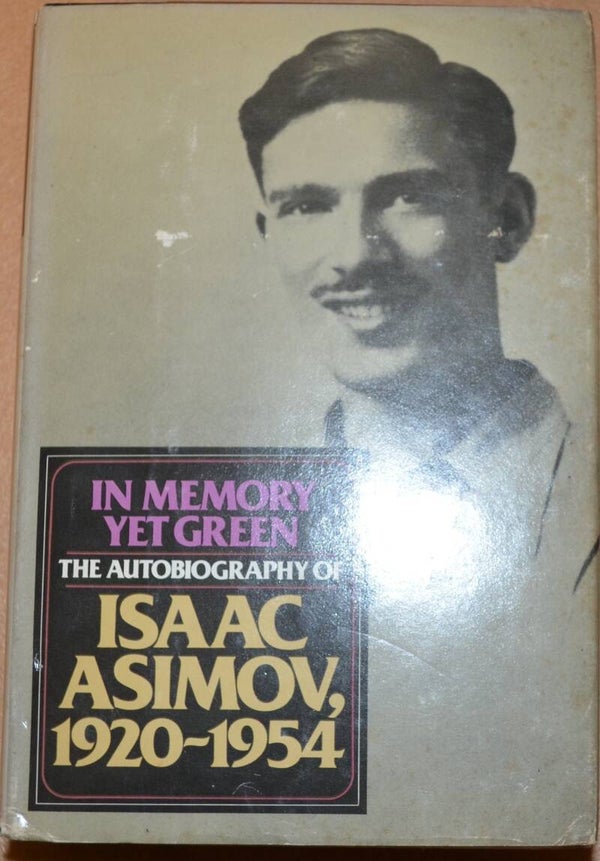 IN MEMORY
YET GREEN
THE AUTOBIOGRAPHY OF
ISAAC
ASIMOV,
1920-1954